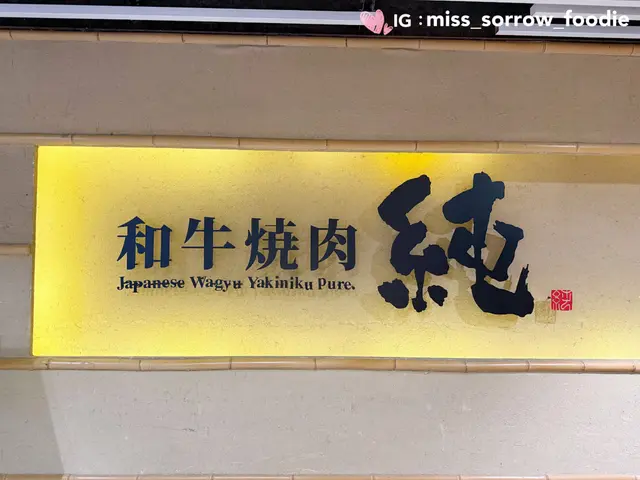 IG : miss_sorrow_foodie
和牛焼肉 純
Japanese Wagyu Yakiniku Pure.